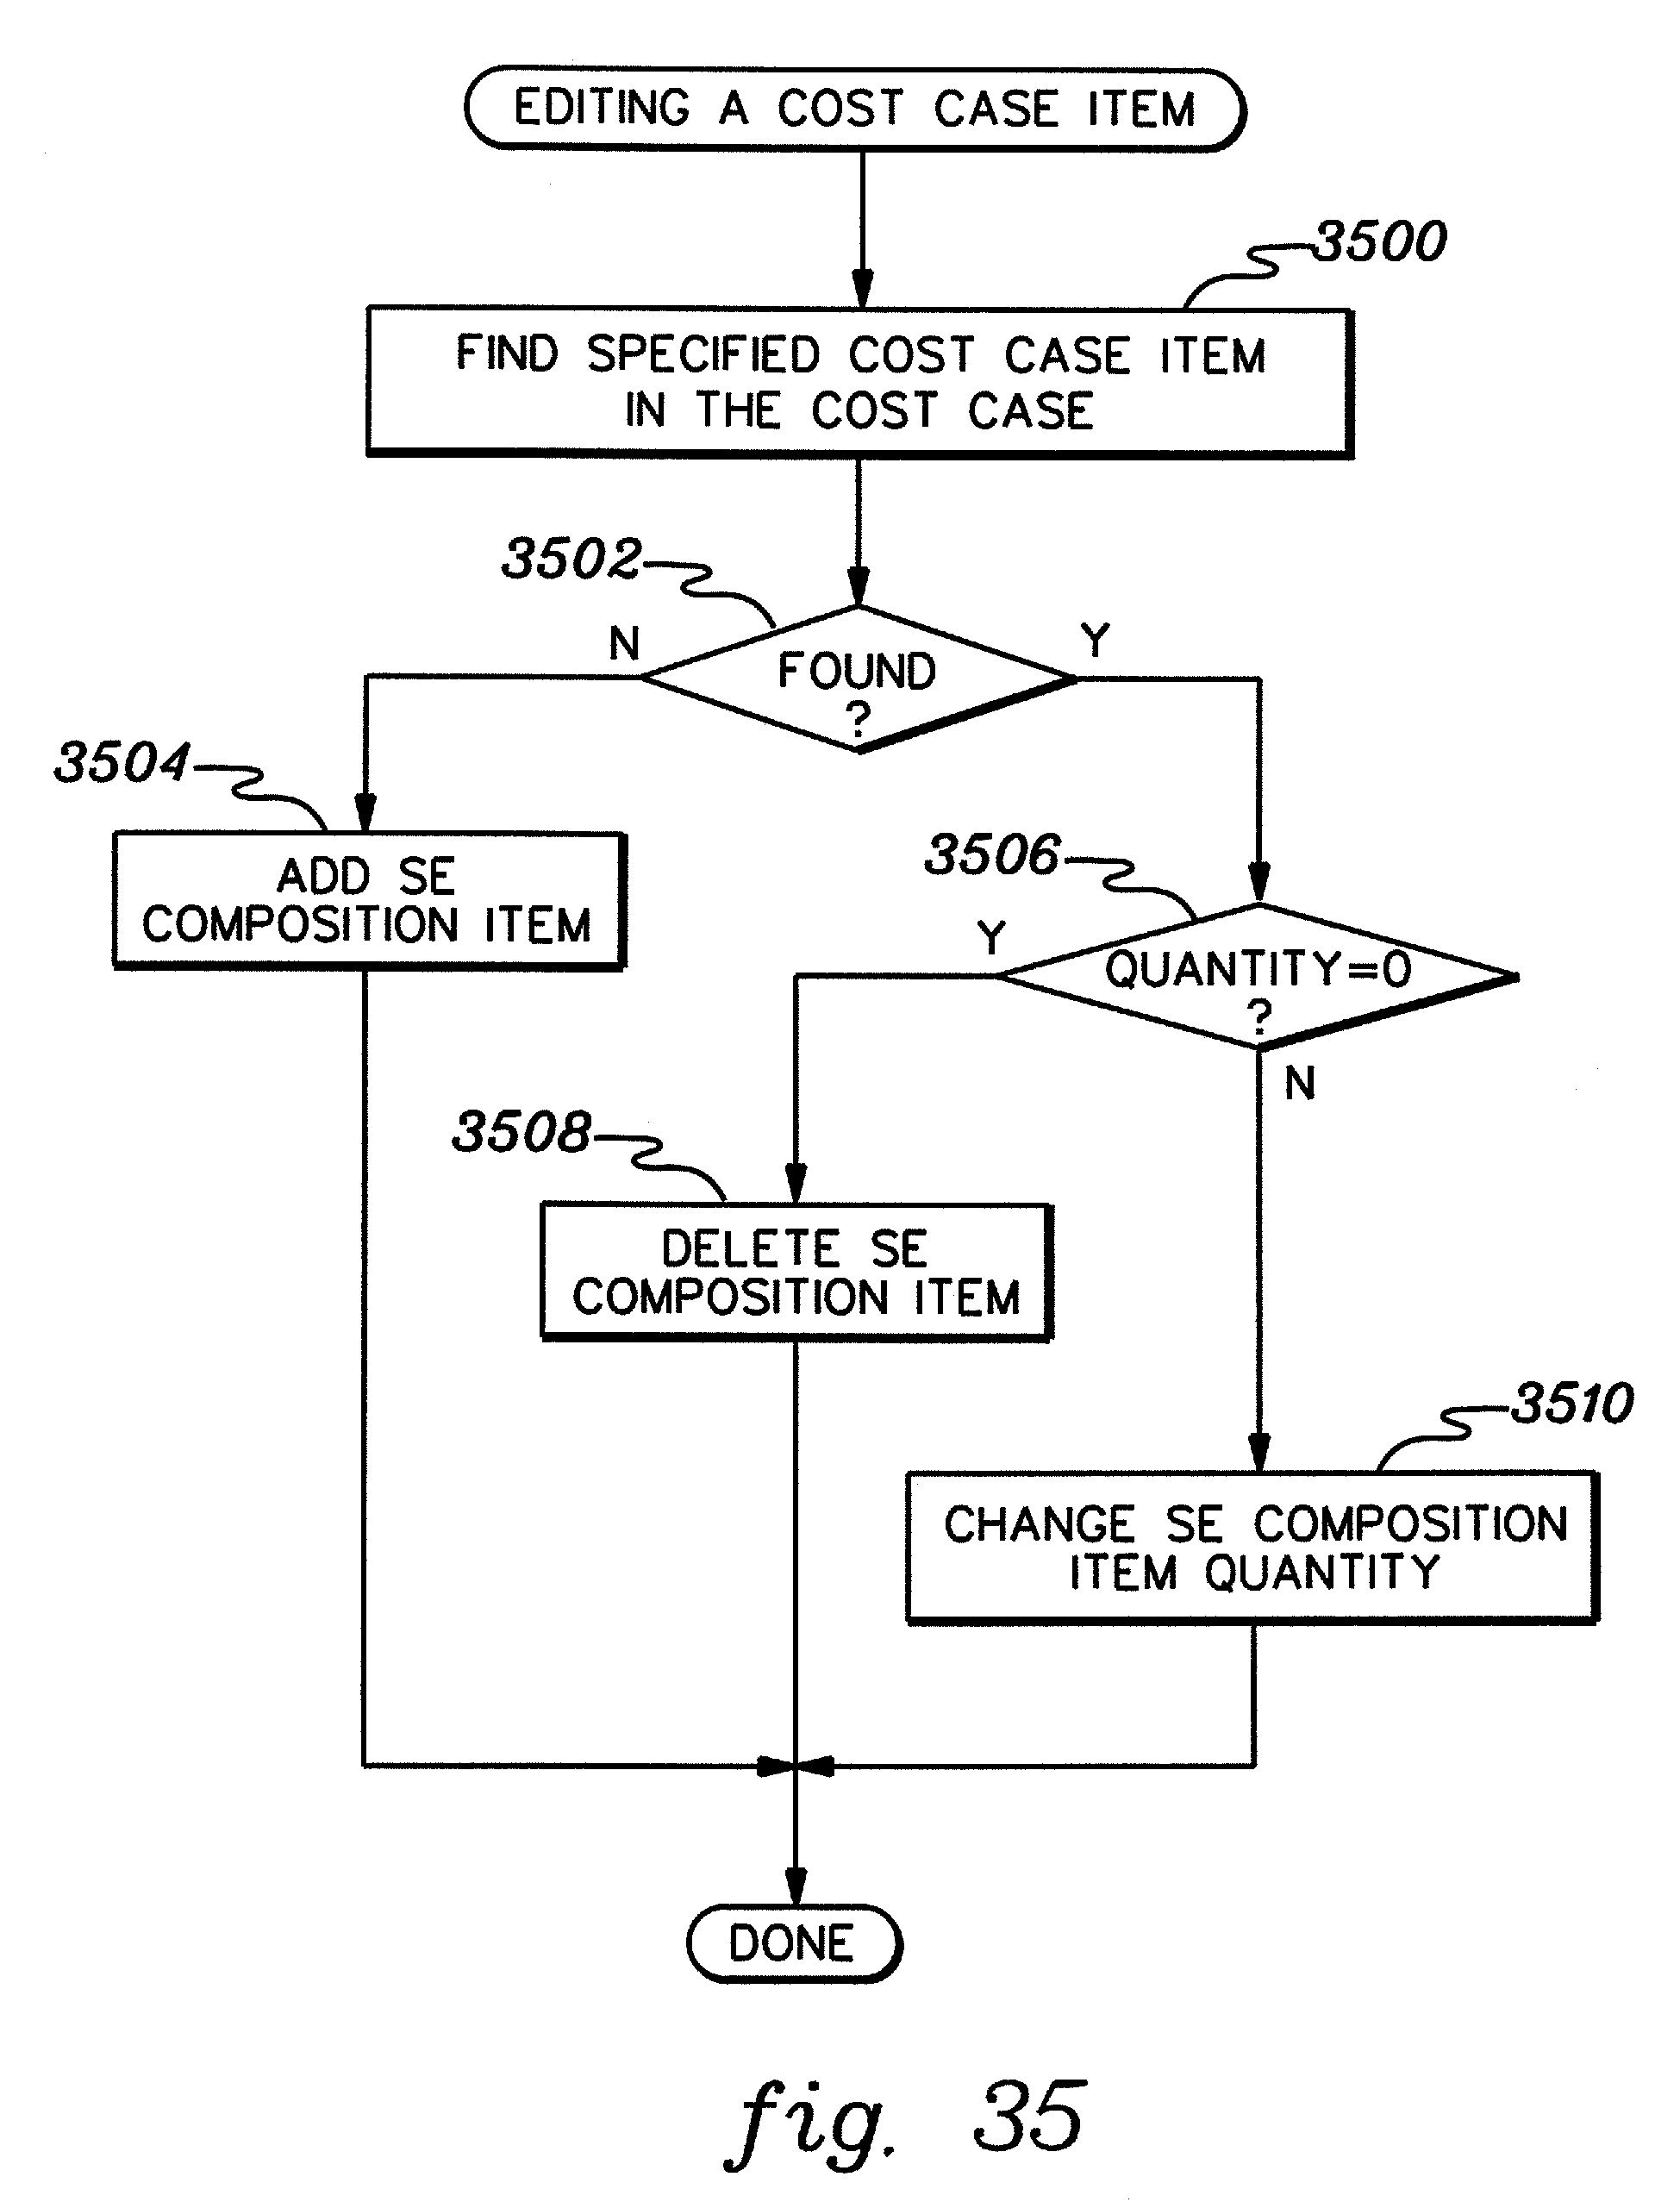 EDITING A COST CASE ITEM
3500
FIND SPECIFIED COST CASE ITEM
IN THE COST CASE
3502
N
Y
FOUND
?
3504
ADD SE
COMPOSITION ITEM
3506
Y
QUANTITY=0
?
N
3508
DELETE SE
COMPOSITION ITEM
3510
CHANGE SE COMPOSITION
ITEM QUANTITY
DONE
fig. 35